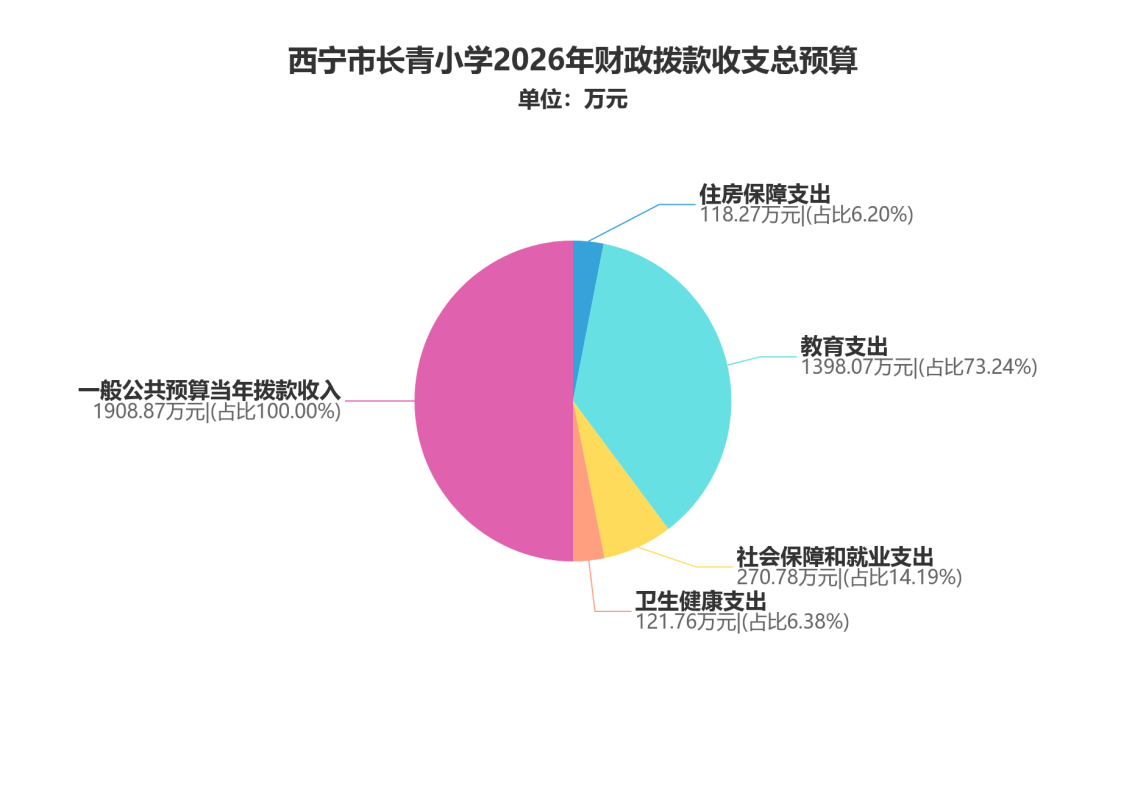 西宁市长青小学2026年财政拨款收支总预算
单位：万元
住房保障支出
118.27万元|(占比6.20%)
教育支出
1398.07万元|(占比73.24%)
一般公共预算当年拨款收入
1908.87万元|(占比100.00%)
社会保障和就业支出
270.78万元|(占比14.19%)
卫生健康支出
121.76万元|(占比6.38%)